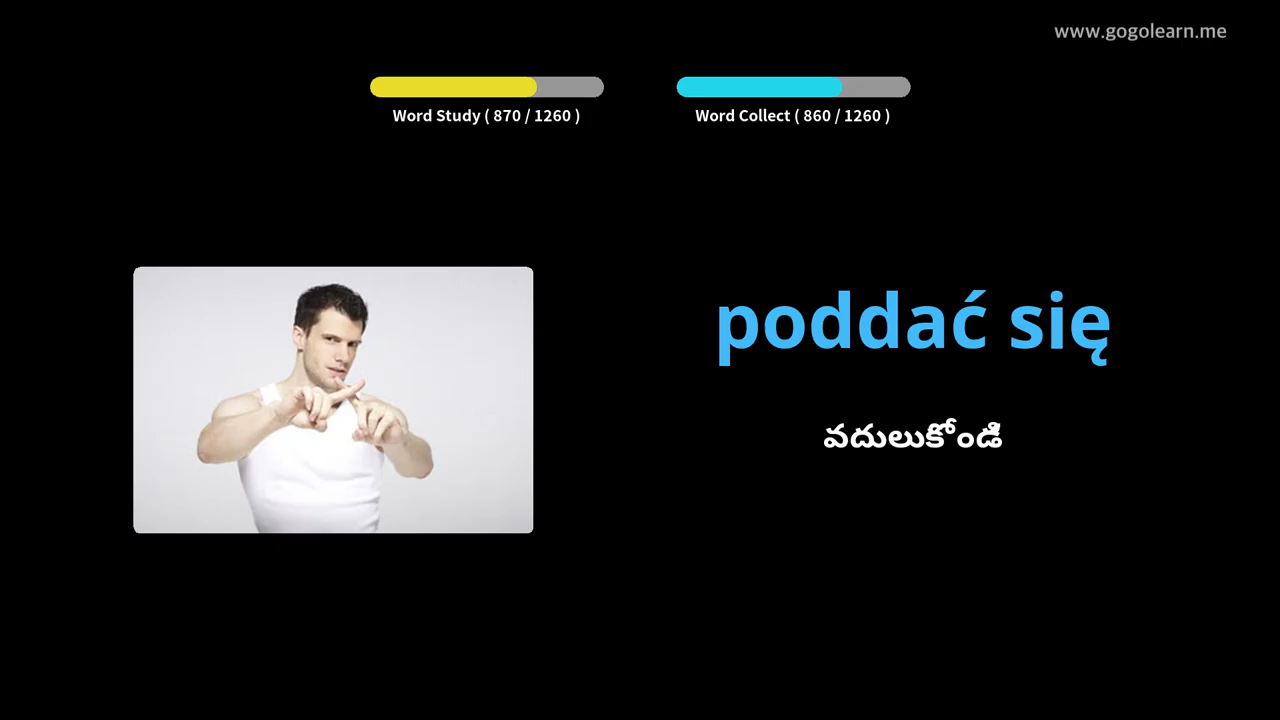 www.gogolearn.me
Word Study ( 870 / 1260 )
Word Collect ( 860 / 1260 )
poddać się
వదులుకోండి